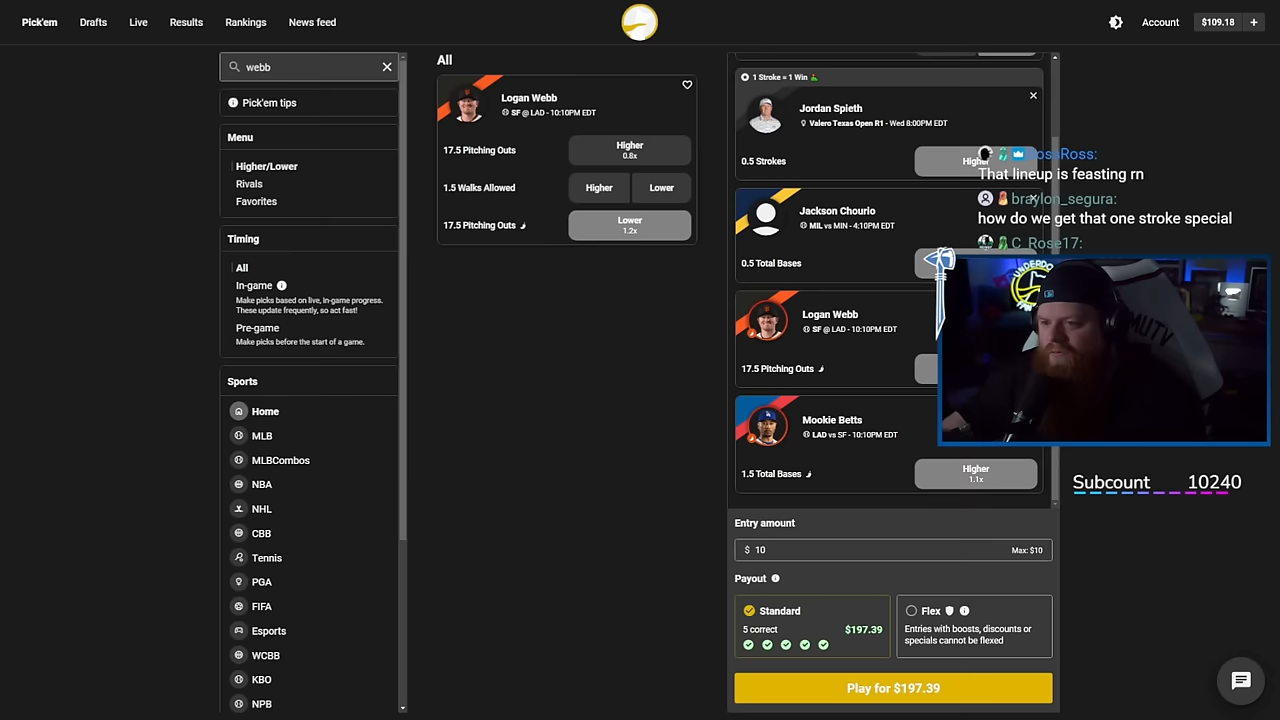 Pick'em
Drafts
Live
Results
Rankings
News feed
Account
$109.18
+
webb
Pick'em tips
Menu
Higher/Lower
Rivals
Favorites
Timing
All
In-game
Make picks based on live, in-game progress.
These update frequently, so act fast!
Pre-game
Make picks before the start of a game.
Sports
Home
MLB
MLBCombos
NBA
NHL
CBB
Tennis
PGA
FIFA
Esports
WCBB
KBO
NPB
All
Logan Webb
SF @ LAD - 10:10PM EDT
17.5 Pitching Outs
Higher
0.8x
1.5 Walks Allowed
Higher
Lower
17.5 Pitching Outs
Lower
1.2x
1 Stroke = 1 Win
Jordan Spieth
Valero Texas Open R1 - Wed 8:00PM EDT
0.5 Strokes
Jackson Chourio
MIL vs MIN - 4:10PM EDT
0.5 Total Bases
Logan Webb
SF @ LAD - 10:10PM EDT
17.5 Pitching Outs
Mookie Betts
LAD vs SF - 10:10PM EDT
1.5 Total Bases
Higher
1.1x
Entry amount
$ 10
Max: $10
Payout
Standard
5 correct
$197.39
Flex
Entries with boosts, discounts or
specials cannot be flexed
Play for $197.39
That lineup is feasting rn
braylon_segura:
how do we get that one stroke special
C_Rose17:
Subcount 10240